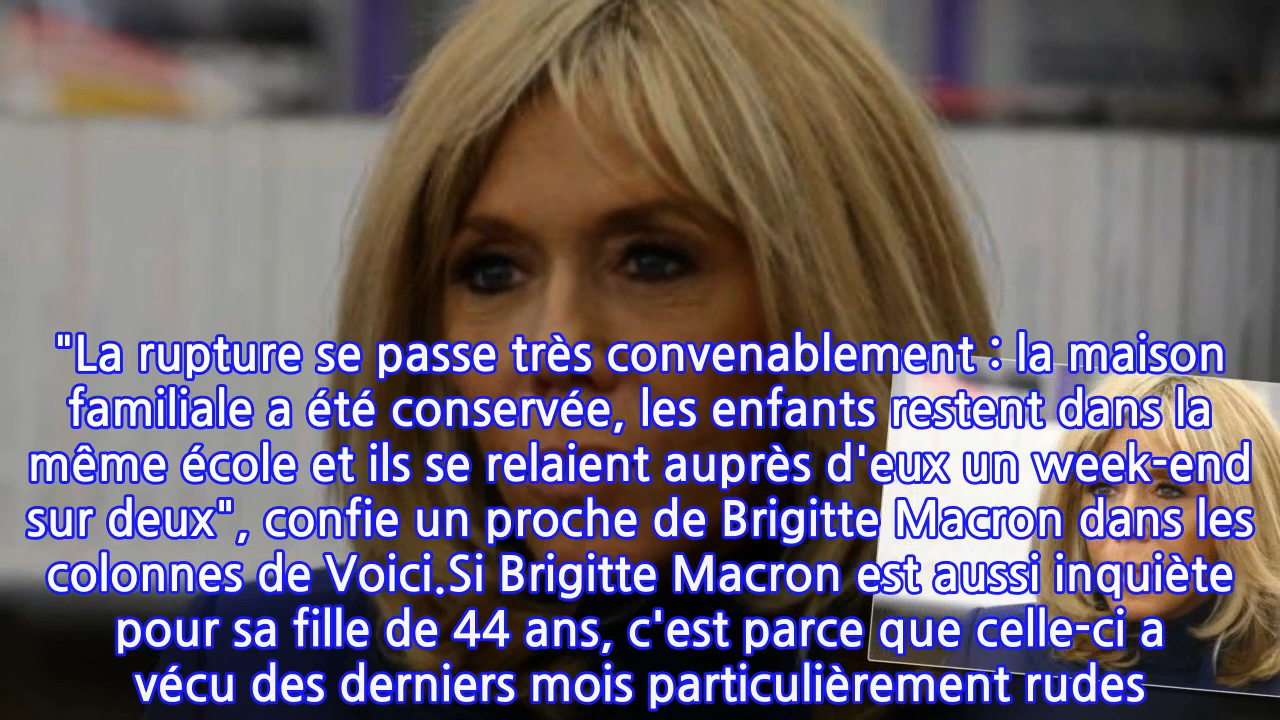 "La rupture se passe très convenablement : la maison
familiale a été conservée, les enfants restent dans la
même école et ils se relaient auprès d'eux un week-end
sur deux", confie un proche de Brigitte Macron dans les
colonnes de Voici.Si Brigitte Macron est aussi inquiète
pour sa fille de 44 ans, c'est parce que celle-ci a
vécu des derniers mois particulièrement rudes